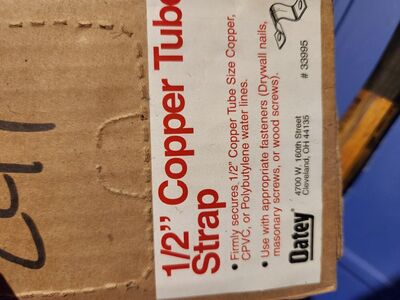 1/2" Copper Tube
Strap
• Firmly secures 1/2" Copper Tube Size Copper,
CPVC, or Polybutylene water lines.
• Use with appropriate fasteners (Drywall nails,
masonary screws, or wood screws).
Oatey®
4700 W. 160th Street
Cleveland, OH 44135
# 33995